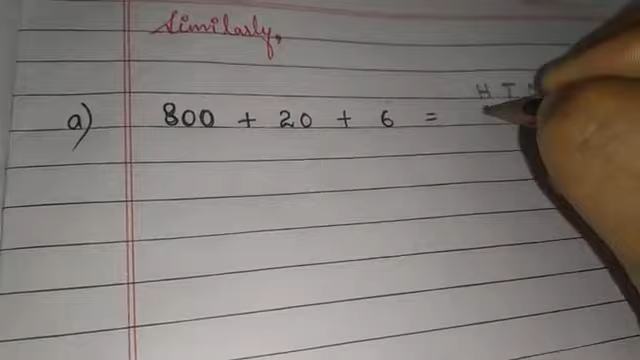 Similarly,
H T
a) 800 + 20 + 6 =